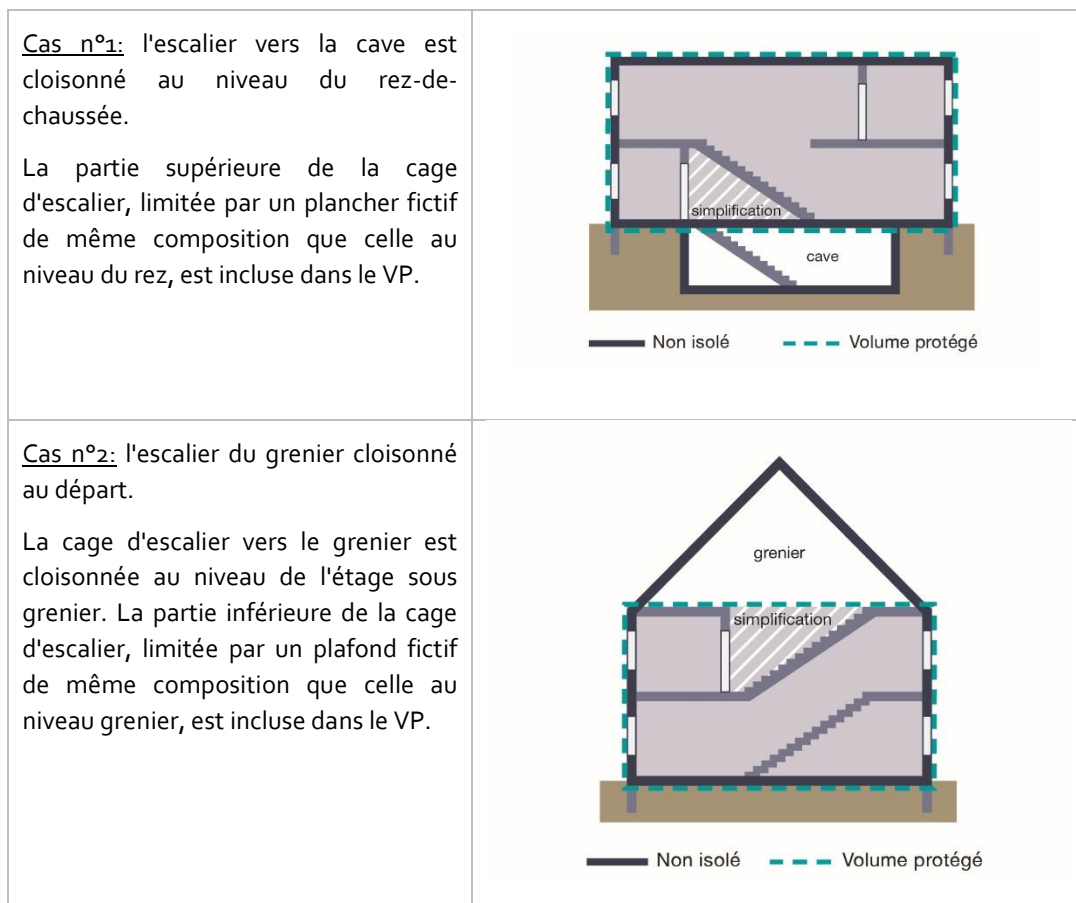 Cas n°1: l'escalier vers la cave est
cloisonné au niveau du rez-de-
chaussée.
La partie supérieure de la cage
d'escalier, limitée par un plancher fictif
de même composition que celle au
niveau du rez, est incluse dans le VP.
simplification
cave
Non isolé
Volume protégé
Cas n°2: l'escalier du grenier cloisonné
au départ.
La cage d'escalier vers le grenier est
cloisonnée au niveau de l'étage sous
grenier. La partie inférieure de la cage
d'escalier, limitée par un plafond fictif
de même composition que celle au
niveau grenier, est incluse dans le VP.
grenier
simplification
Non isolé
Volume protégé